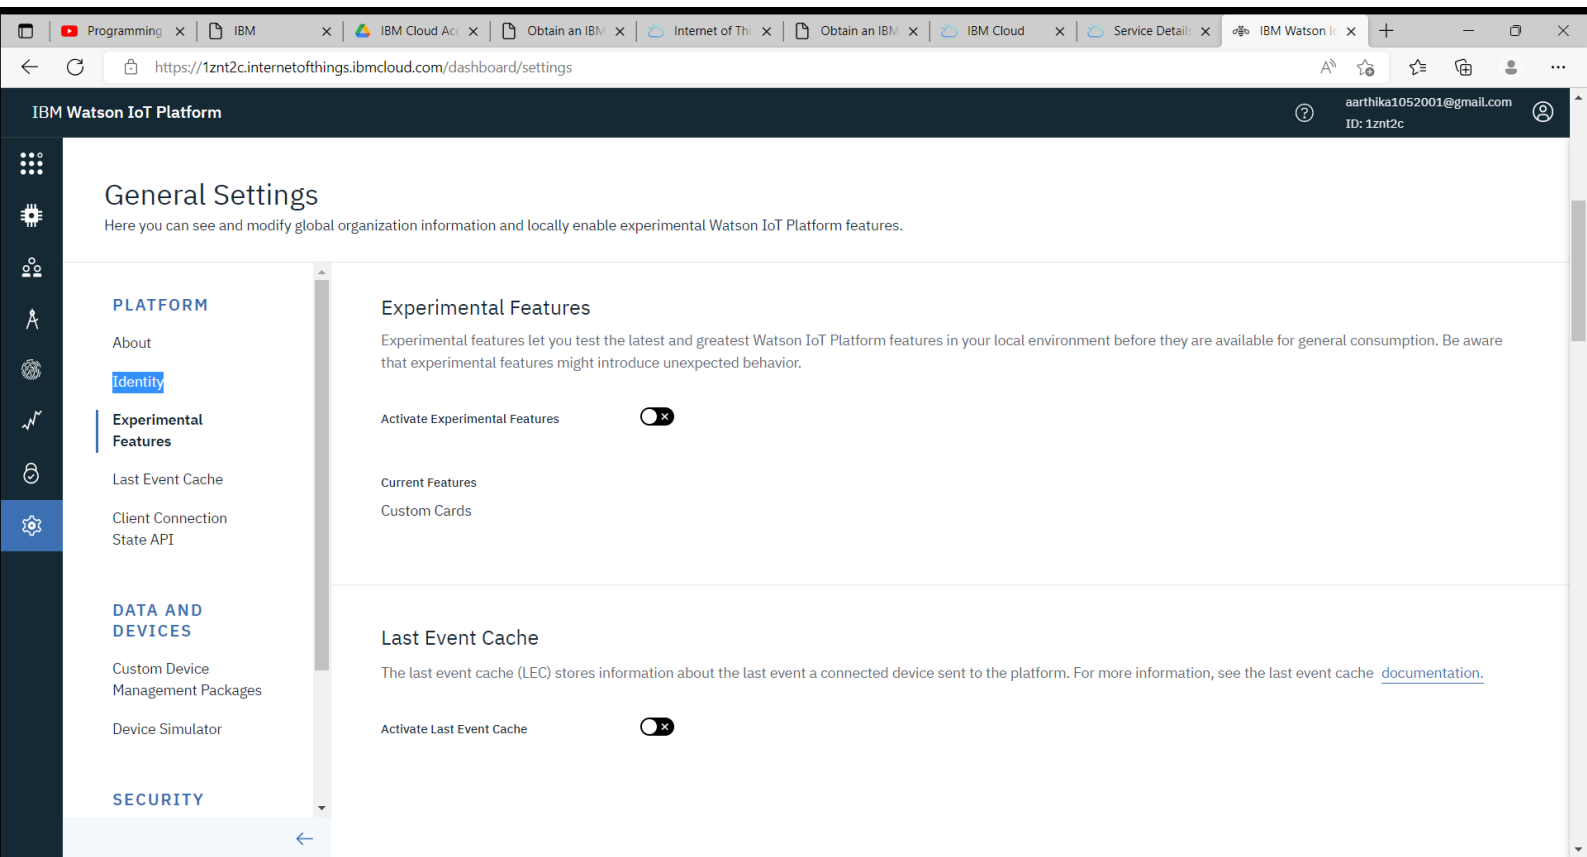 Programming
IBM
IBM Cloud Acc
Obtain an IBM
Internet of Thi
Obtain an IBM
IBM Cloud
Service Details
IBM Watson Io
https://1znt2c.internetofthings.ibmcloud.com/dashboard/settings
IBM Watson IoT Platform
aarthika1052001@gmail.com
ID: 1znt2c
General Settings
Here you can see and modify global organization information and locally enable experimental Watson IoT Platform features.
PLATFORM
About
Identity
Experimental
Features
Last Event Cache
Client Connection
State API
DATA AND
DEVICES
Custom Device
Management Packages
Device Simulator
SECURITY
Experimental Features
Experimental features let you test the latest and greatest Watson IoT Platform features in your local environment before they are available for general consumption. Be aware
that experimental features might introduce unexpected behavior.
Activate Experimental Features
Current Features
Custom Cards
Last Event Cache
The last event cache (LEC) stores information about the last event a connected device sent to the platform. For more information, see the last event cache documentation.
Activate Last Event Cache